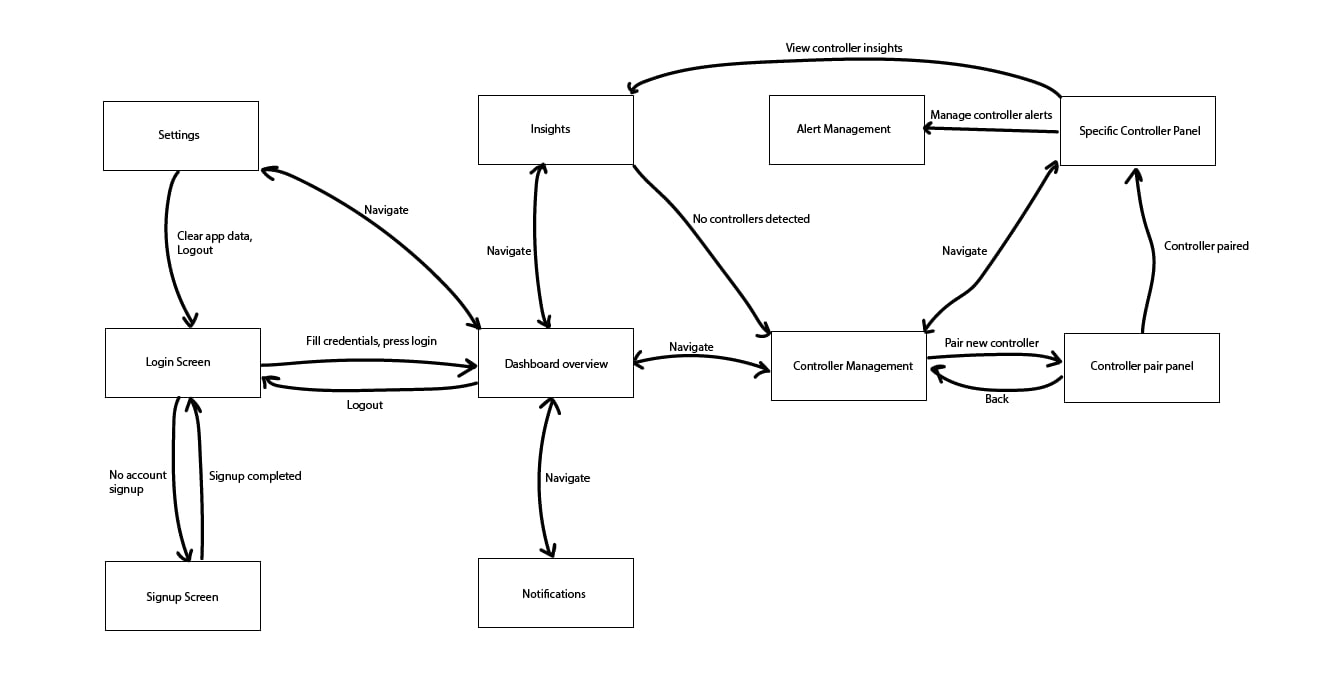 View controller insights
Settings
Insights
Alert Management
Manage controller alerts
Specific Controller Panel
Navigate
No controllers detected
Clear app data,
Logout
Navigate
Navigate
Controller paired
Login Screen
Fill credentials, press login
Dashboard overview
Navigate
Controller Management
Pair new controller
Controller pair panel
Logout
Back
No account
signup
Signup completed
Navigate
Signup Screen
Notifications